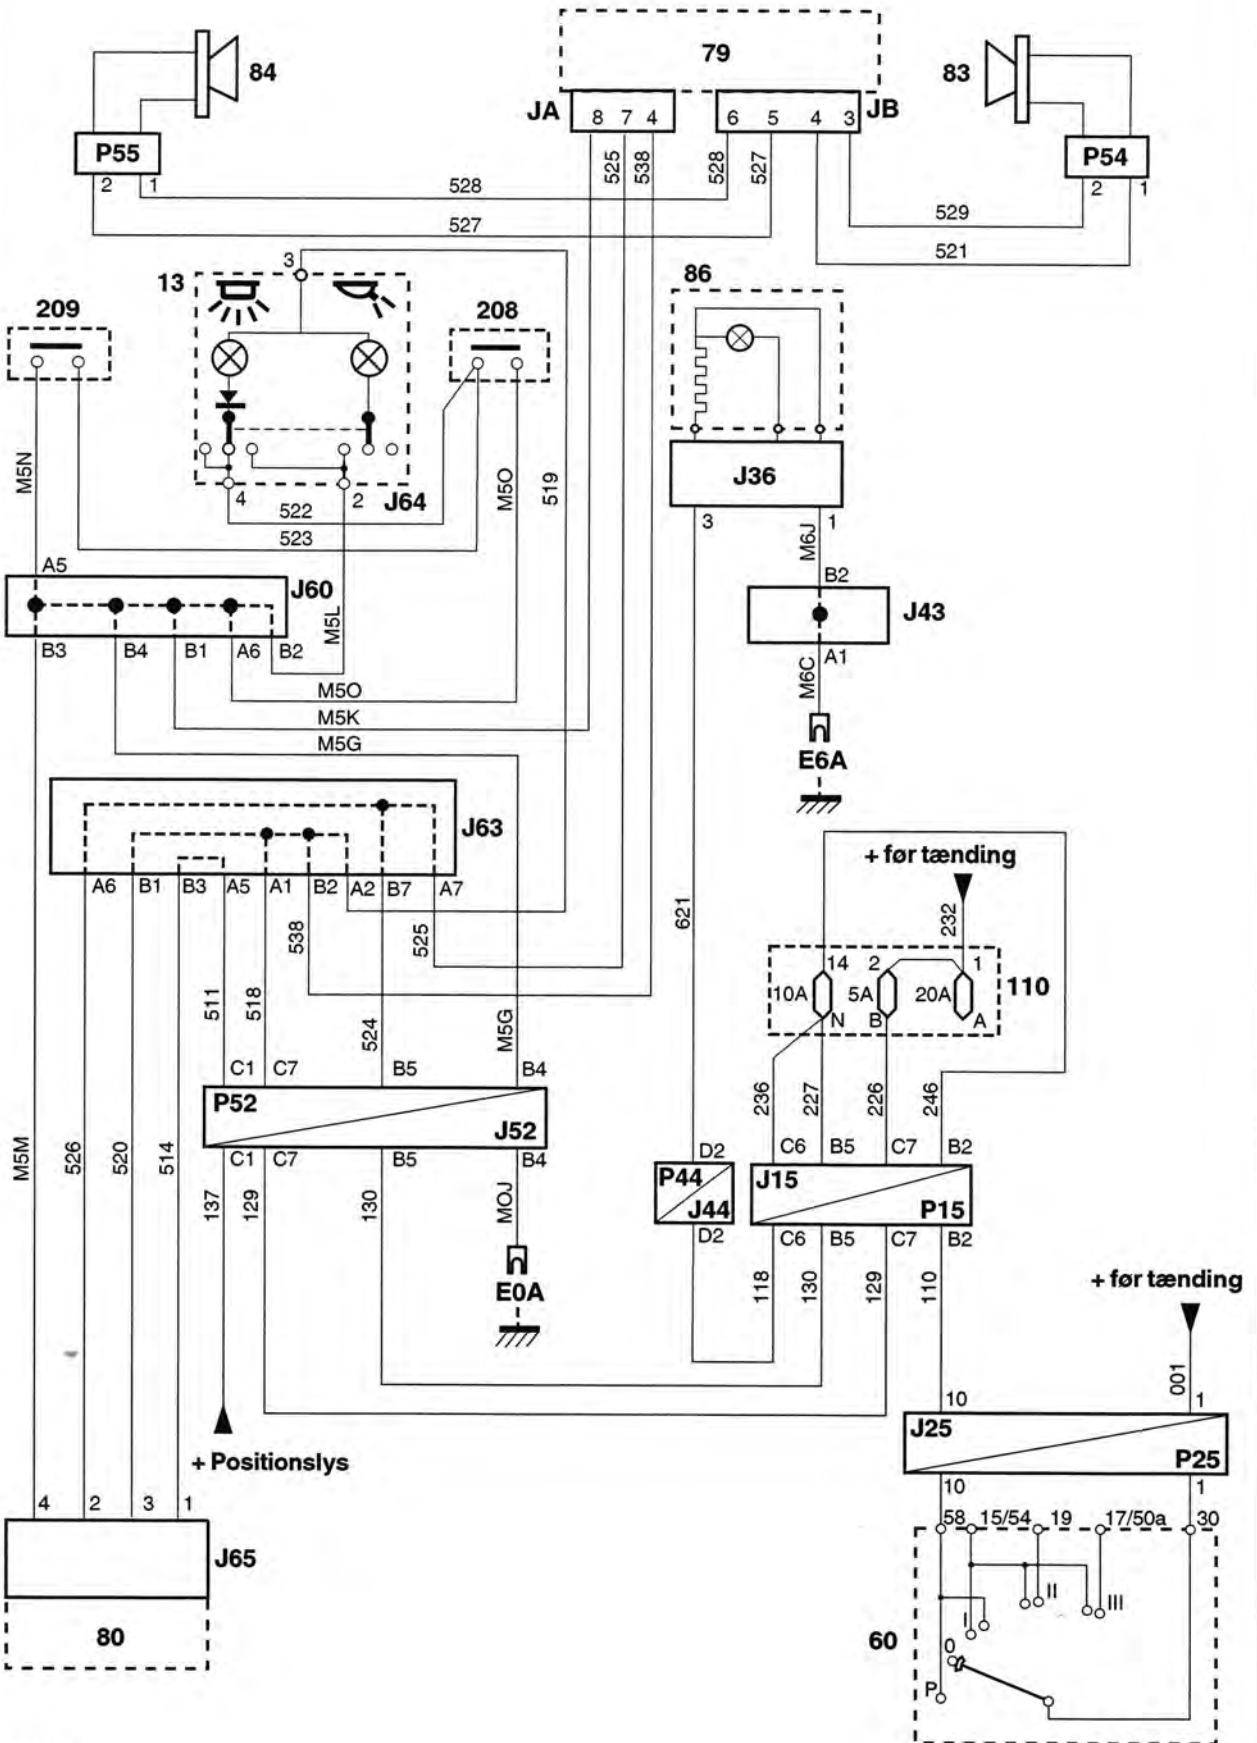 79
84
83
JA
8 7 4
6 5 4 3
JB
P55
P54
2 1
2 1
525
538
528
527
528
529
527
521
3
13
86
209
208
M5N
4
2
J64
M5O
519
522
523
J36
3
1
M6J
A5
J60
M5L
B2
J43
B3 B4 B1 A6 B2
A1
M6C
M5O
M5K
M5G
E6A
J63
+ før tænding
A6 B1 B3 A5 A1 B2 A2 B7 A7
621
232
538
525
14 2 1
10A 5A 20A
110
N B A
511
518
524
M5G
C1 C7 B5 B4
236
227
226
246
P52
J52
D2
C6 B5 C7 B2
M5M
526
520
514
C1 C7 B5 B4
P44
J44
J15
P15
137
129
130
MOJ
D2
C6 B5 C7 B2
E0A
118
130
129
110
+ før tænding
001
10
1
+ Positionslys
J25
P25
4 2 3 1
10
1
J65
58 15/54 19 17/50a 30
80
II
III
I
60
0
P